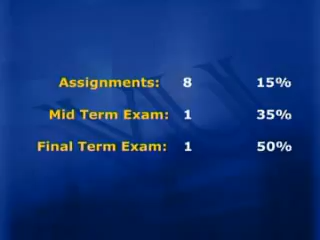 Assignments: 8 15%
Mid Term Exam: 1 35%
Final Term Exam: 1 50%